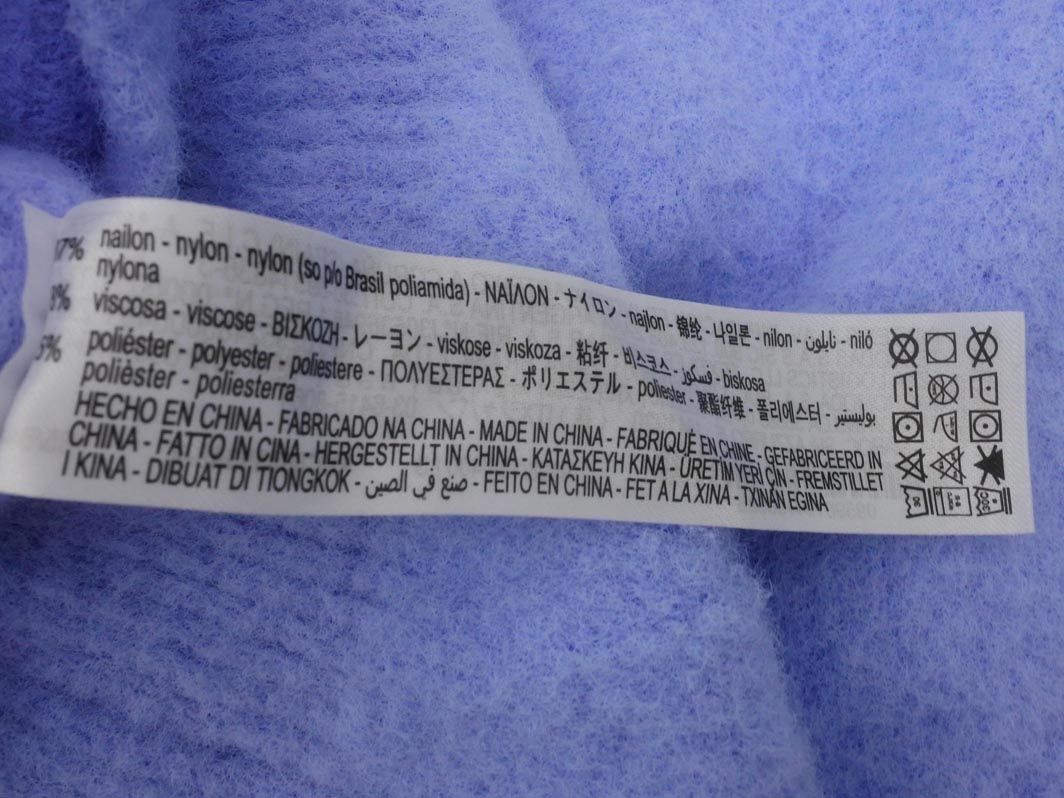 17% nailon - nylon - nylon (so p/o Brasil poliamida) - ΝΑΪΛΟΝ - ナイロン - najlon - 锦纶 - 나일론 - nilon - نايلون - niló
nylona
8% viscosa - viscose - ΒΙΣΚΟΖΗ - レーヨン - viskose - viskoza - 粘纤 - 비스코스 - فسكوز - biskosa
5% poliéster - polyester - poliestere - ΠΟΛΥΕΣΤΕΡΑΣ - ポリエステル - poliester - 聚酯纤维 - 폴리에스터 - بوليستير
polièster - poliesterra
HECHO EN CHINA - FABRICADO NA CHINA - MADE IN CHINA - FABRIQUÉ EN CHINE - GEFABRICEERD IN
CHINA - FATTO IN CINA - HERGESTELLT IN CHINA - ΚΑΤΑΣΚΕΥΗ ΚΙΝΑ - ÜRETİM YERİ ÇİN - FREMSTILLET
I KINA - DIBUAT DI TIONGKOK - صنع في الصين - FEITO EN CHINA - FET A LA XINA - TXINAN EGINA